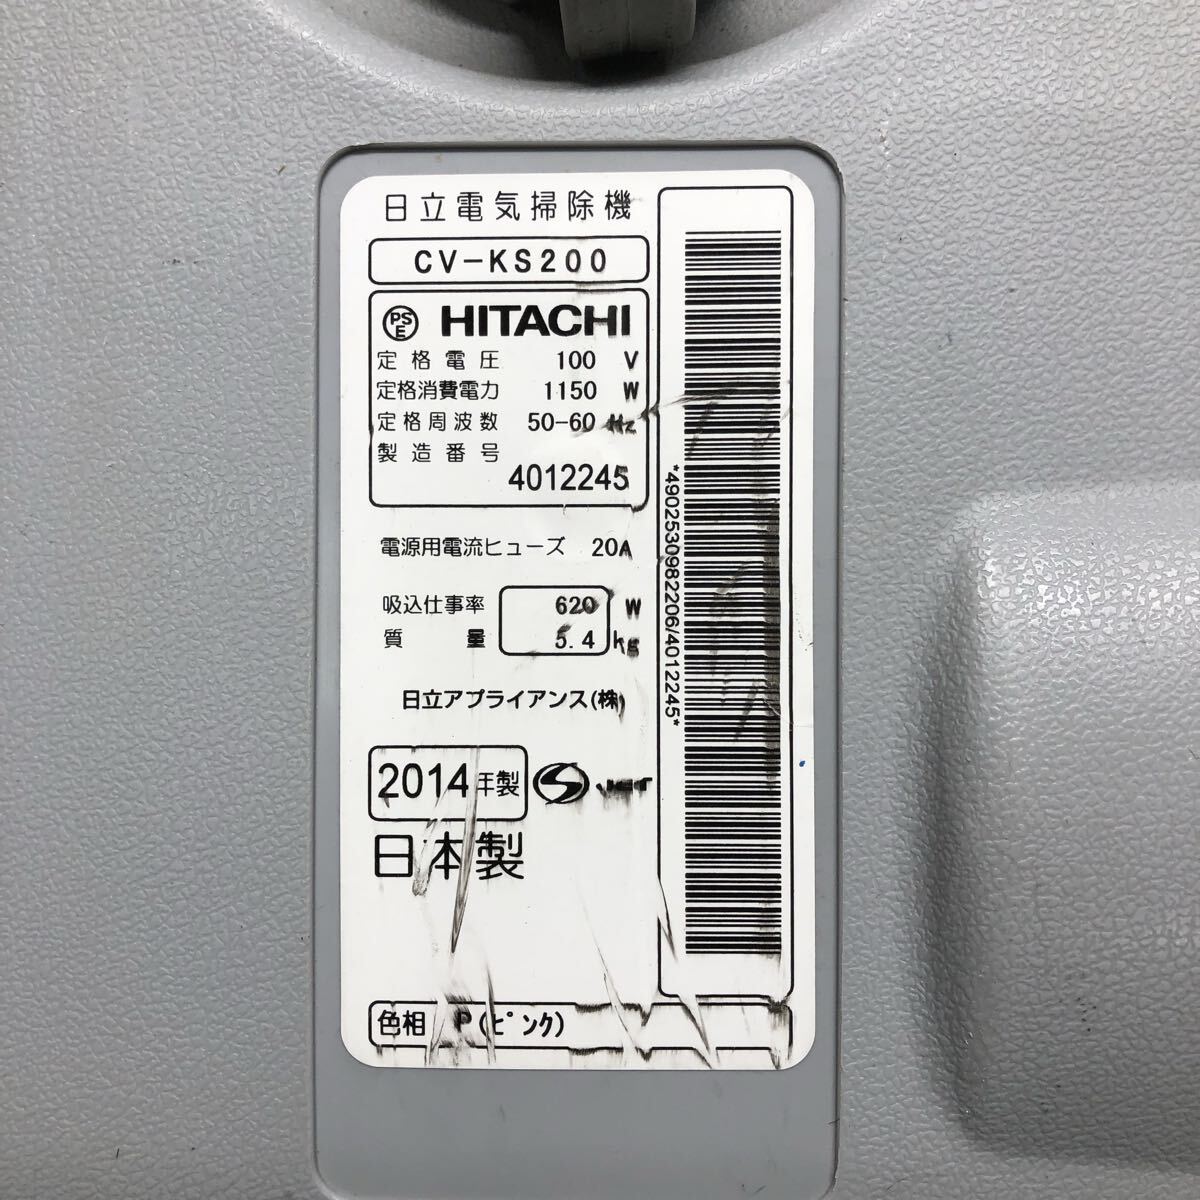 日立電気掃除機
CV-KS200
PSE HITACHI
定格電圧 100 V
定格消費電力 1150 W
定格周波数 50-60 Hz
製造番号
4012245
電源用電流ヒューズ 20A
吸込仕事率 620 W
質量 5.4 kg
日立アプライアンス(株)
2014年製 S JET
日本製
色相 P(ピンク)
*4902530982206/4012245*